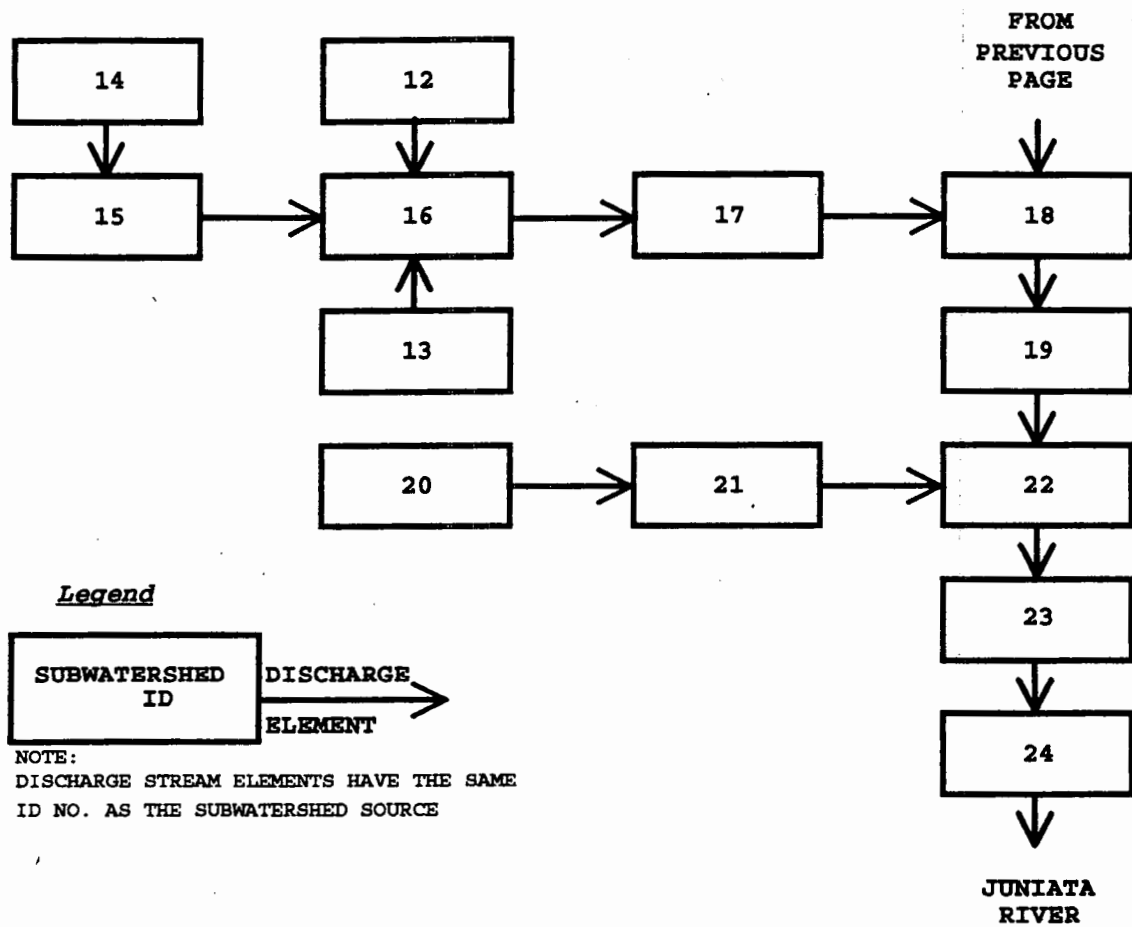 FROM
PREVIOUS
PAGE
14
12
15
16
17
18
13
19
20
21
22
Legend
23
SUBWATERSHED
ID
DISCHARGE
ELEMENT
24
NOTE:
DISCHARGE STREAM ELEMENTS HAVE THE SAME
ID NO. AS THE SUBWATERSHED SOURCE
JUNIATA
RIVER